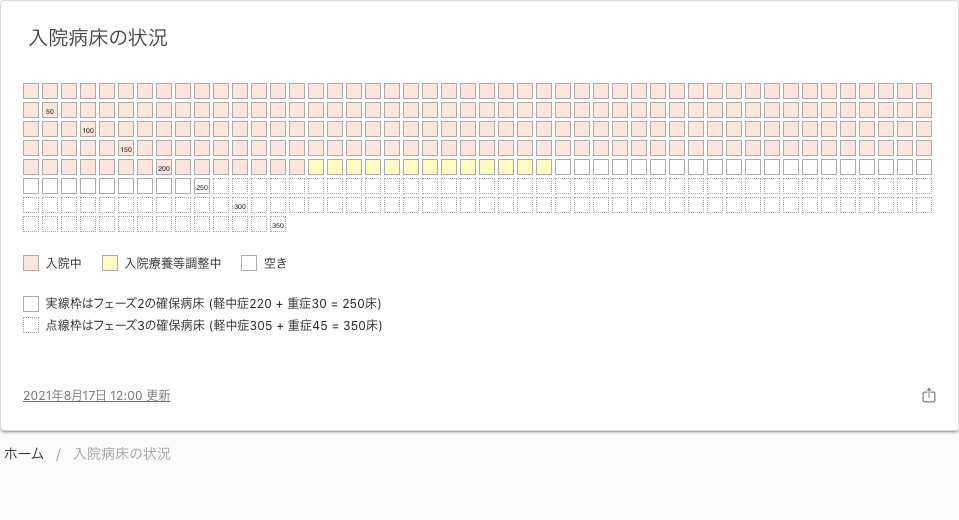 入院病床の状況
50
100
150
200
250
300
350
入院中 入院療養等調整中 空き
実線枠はフェーズ2の確保病床 (軽中症220 + 重症30 = 250床)
点線枠はフェーズ3の確保病床 (軽中症305 + 重症45 = 350床)
2021年8月17日 12:00 更新
ホーム / 入院病床の状況